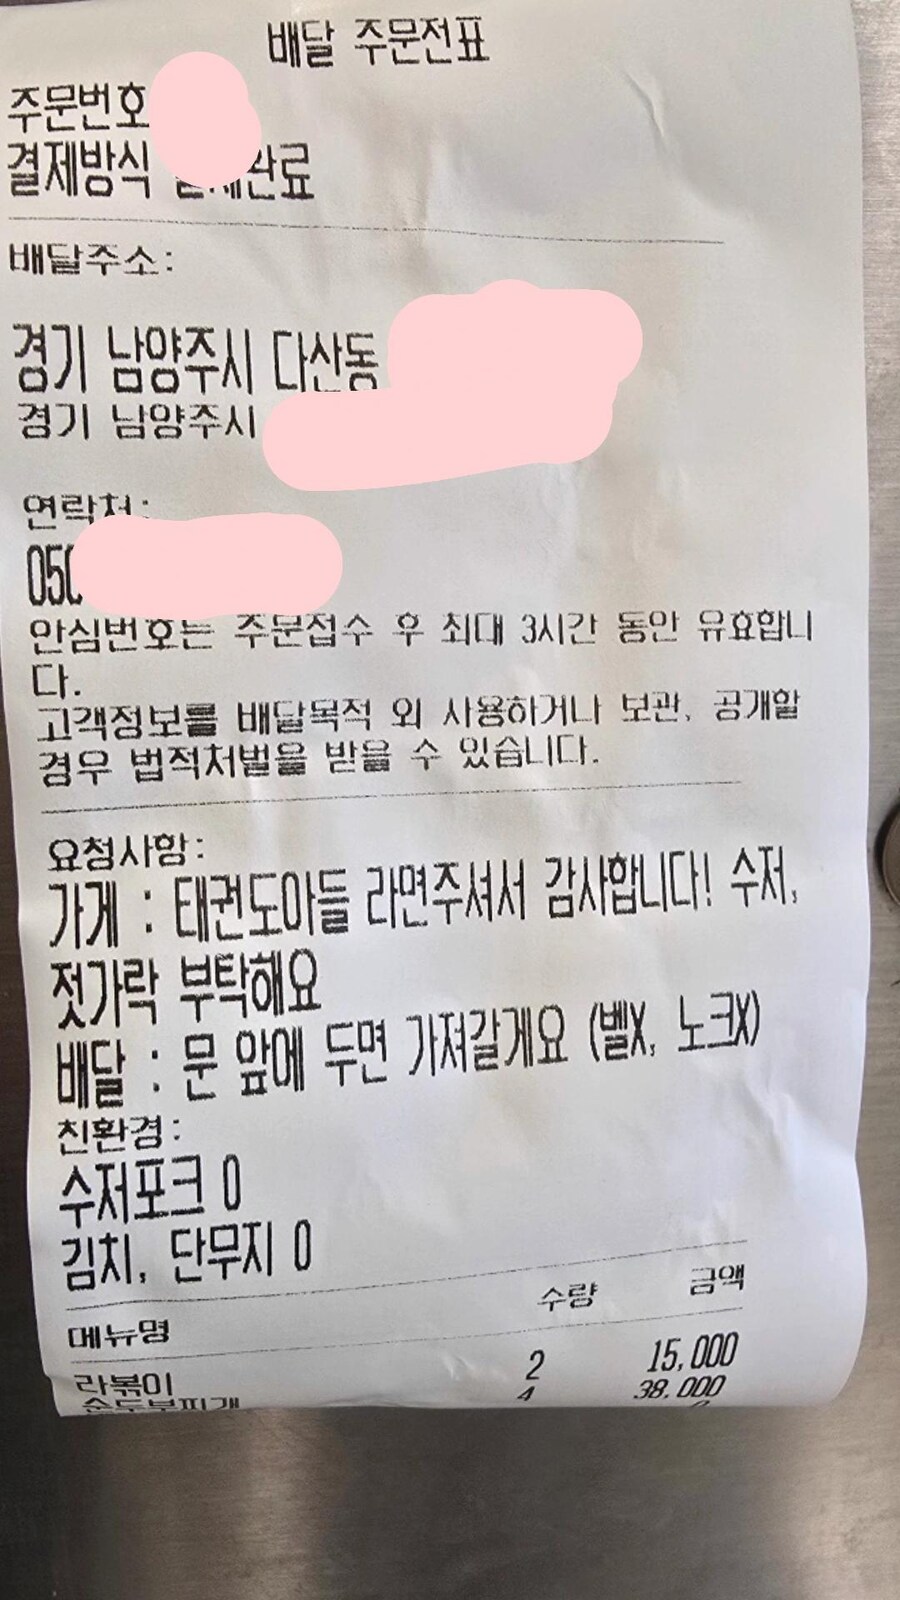 배달 주문전표
주문번호
결제방식 완료
배달주소:
경기 남양주시 다산동
경기 남양주시
연락처:
050
안심번호는 주문접수 후 최대 3시간 동안 유효합니
다.
고객정보를 배달목적 외 사용하거나 보관, 공개할
경우 법적처벌을 받을 수 있습니다.
요청사항:
가게 : 태권도아들 라면주셔서 감사합니다! 수저,
젓가락 부탁해요
배달 : 문 앞에 두면 가져갈게요 (벨X, 노크X)
친환경:
수저포크 O
김치, 단무지 O
메뉴명 수량 금액
라볶이 2 15,000
순두부찌개 4 38,000